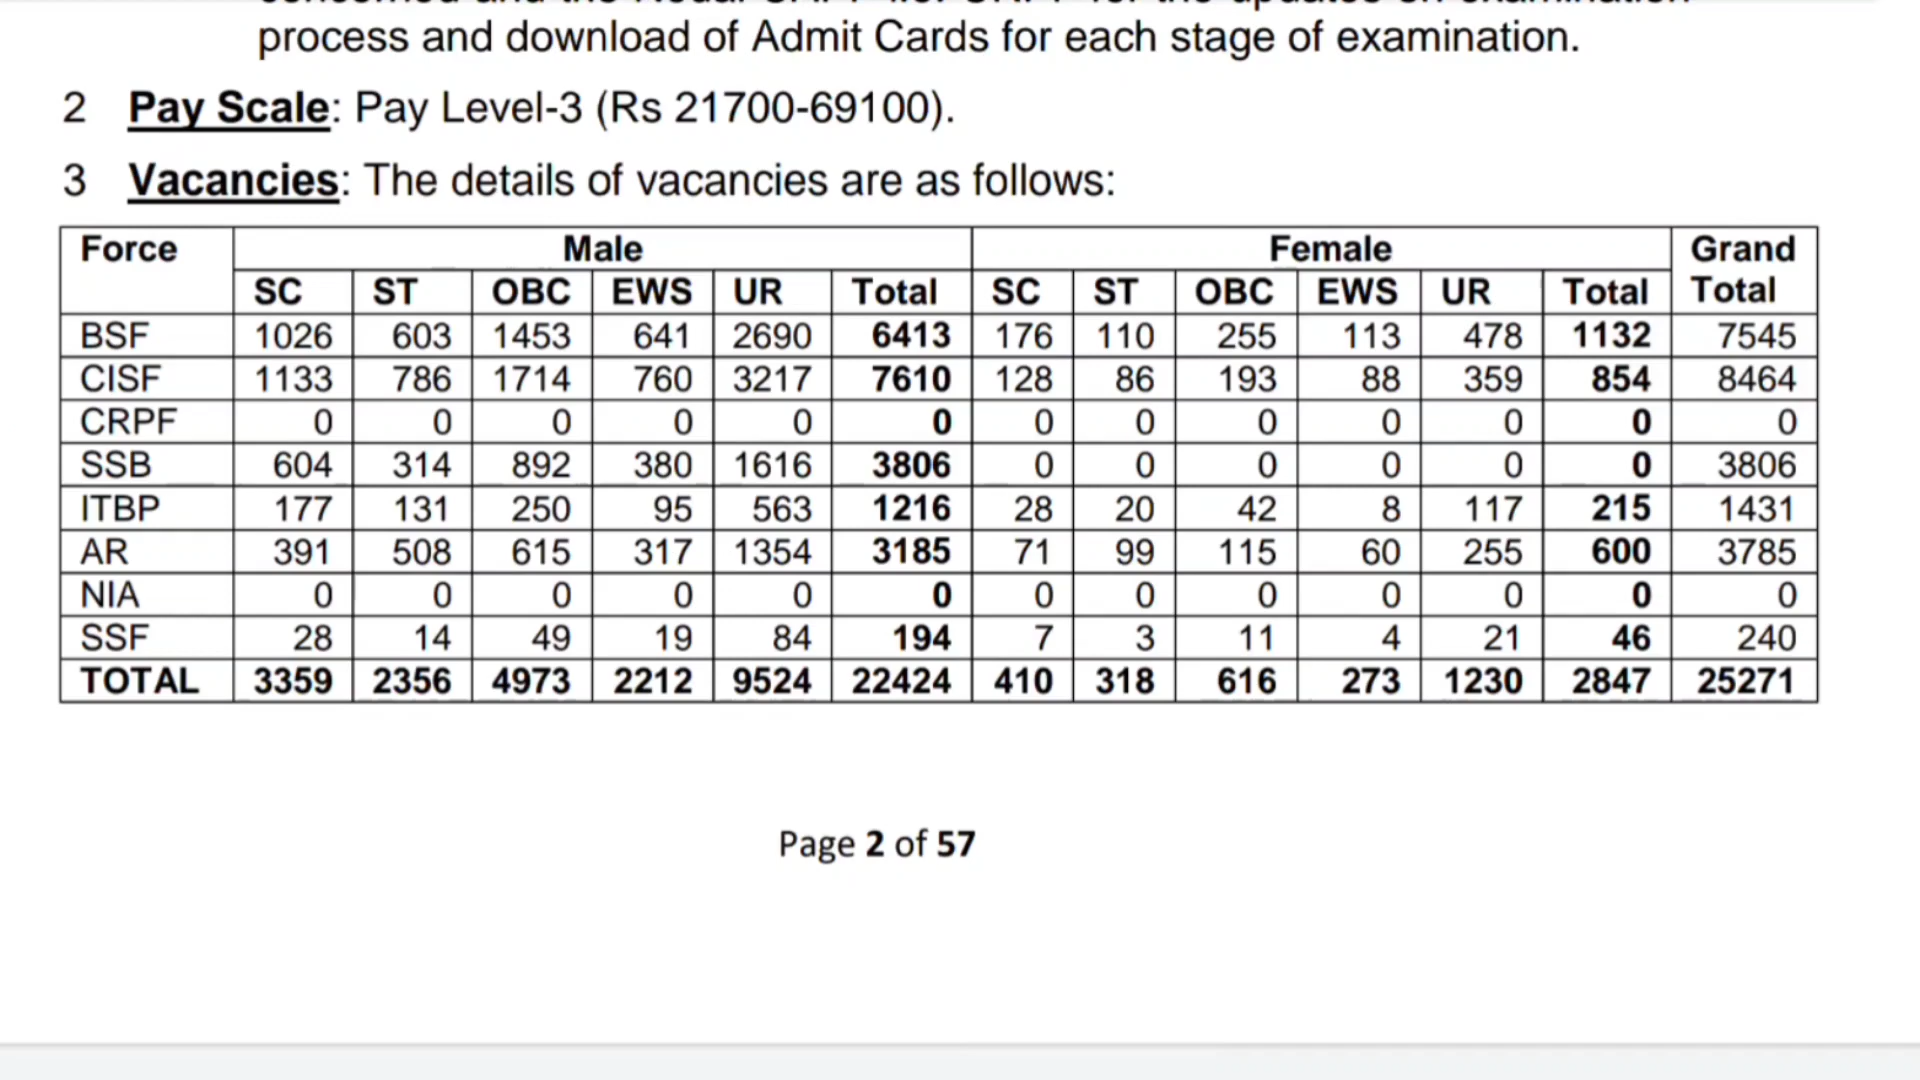 process and download of Admit Cards for each stage of examination.
2 Pay Scale: Pay Level-3 (Rs 21700-69100).
3 Vacancies: The details of vacancies are as follows:
Force Male Female Grand Total
SC ST OBC EWS UR Total SC ST OBC EWS UR Total
BSF 1026 603 1453 641 2690 6413 176 110 255 113 478 1132 7545
CISF 1133 786 1714 760 3217 7610 128 86 193 88 359 854 8464
CRPF 0 0 0 0 0 0 0 0 0 0 0 0 0
SSB 604 314 892 380 1616 3806 0 0 0 0 0 0 3806
ITBP 177 131 250 95 563 1216 28 20 42 8 117 215 1431
AR 391 508 615 317 1354 3185 71 99 115 60 255 600 3785
NIA 0 0 0 0 0 0 0 0 0 0 0 0 0
SSF 28 14 49 19 84 194 7 3 11 4 21 46 240
TOTAL 3359 2356 4973 2212 9524 22424 410 318 616 273 1230 2847 25271
Page 2 of 57